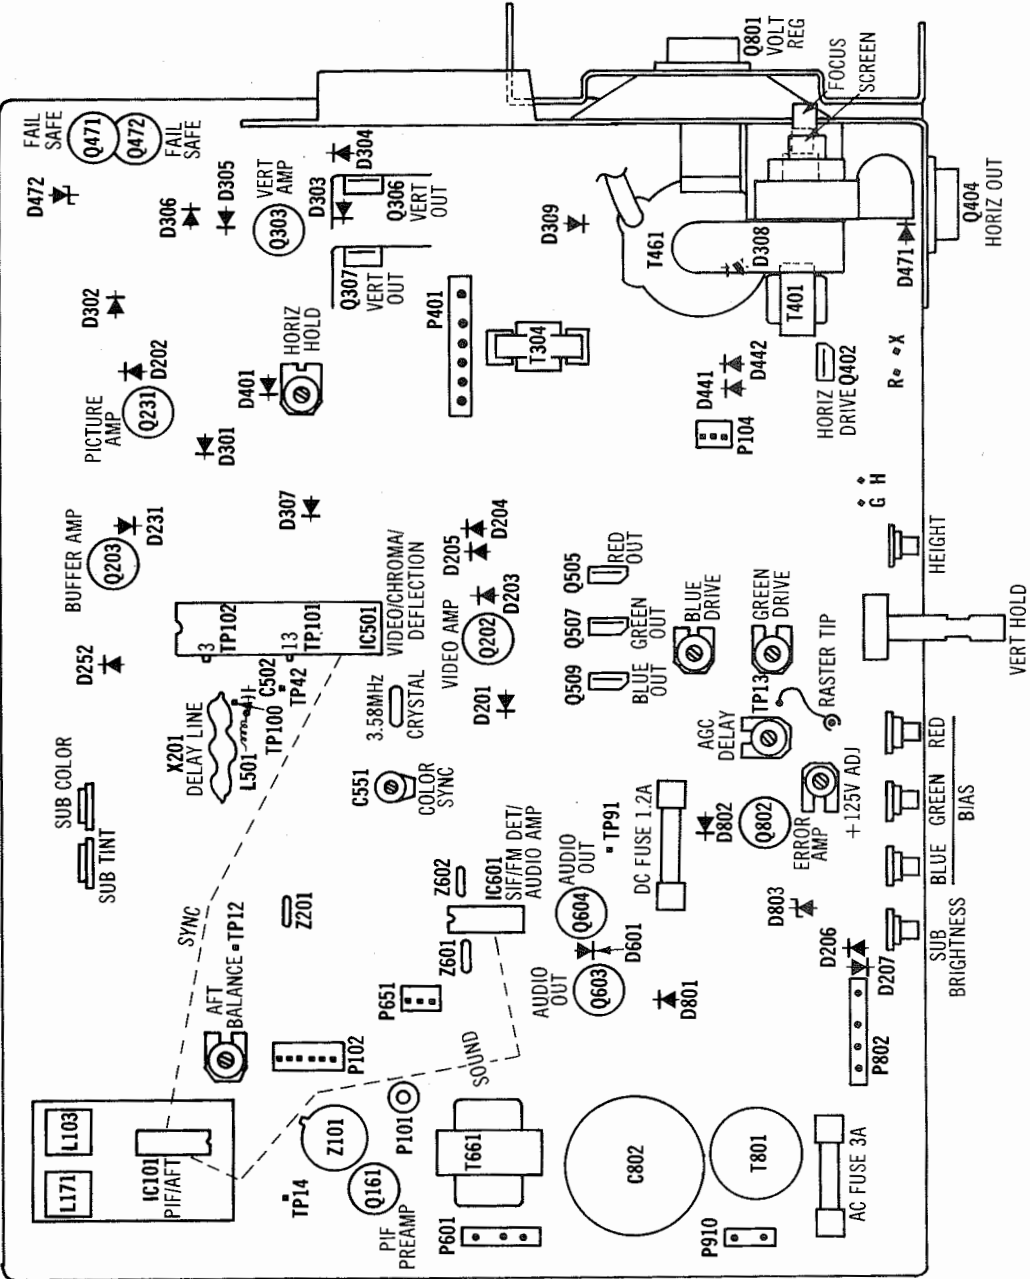 FAIL
SAFE
Q471
Q472
FAIL
SAFE
D472
D306
D305
VERT
AMP
Q303
D303
D304
Q306
VERT
OUT
Q307
VERT
OUT
D302
D202
PICTURE
AMP
Q231
D401
HORIZ
HOLD
D301
P401
T304
D309
T461
D308
T401
Q801
VOLT
REG
FOCUS
SCREEN
Q404
HORIZ OUT
D471
R
X
D441
D442
P104
HORIZ
DRIVE
Q402
G
H
BUFFER AMP
Q203
D231
D307
D252
3
TP102
13
TP101
IC501
VIDEO/CHROMA/
DEFLECTION
D205
D204
VIDEO AMP
Q202
D203
D201
X201
DELAY LINE
L501
TP100
C502
TP42
3.58MHz
CRYSTAL
C551
COLOR
SYNC
Q505
RED
OUT
Q507
GREEN
OUT
Q509
BLUE
OUT
BLUE
DRIVE
GREEN
DRIVE
HEIGHT
VERT HOLD
TP13
RASTER TIP
AGC
DELAY
+125V ADJ
SUB COLOR
SUB TINT
SYNC
Z201
Z602
IC601
SIF/FM DET/
AUDIO AMP
Z601
AUDIO
OUT
Q604
TP91
DC FUSE 1.2A
D802
Q802
ERROR
AMP
D803
RED
GREEN
BLUE
BIAS
SUB
BRIGHTNESS
D206
D207
P802
AUDIO
OUT
Q603
D601
D801
AFT
BALANCE
TP12
P102
P651
SOUND
L103
L171
IC101
PIF/AFT
TP14
Z101
P101
Q161
PIF
PREAMP
T661
P601
C802
T801
P910
AC FUSE 3A